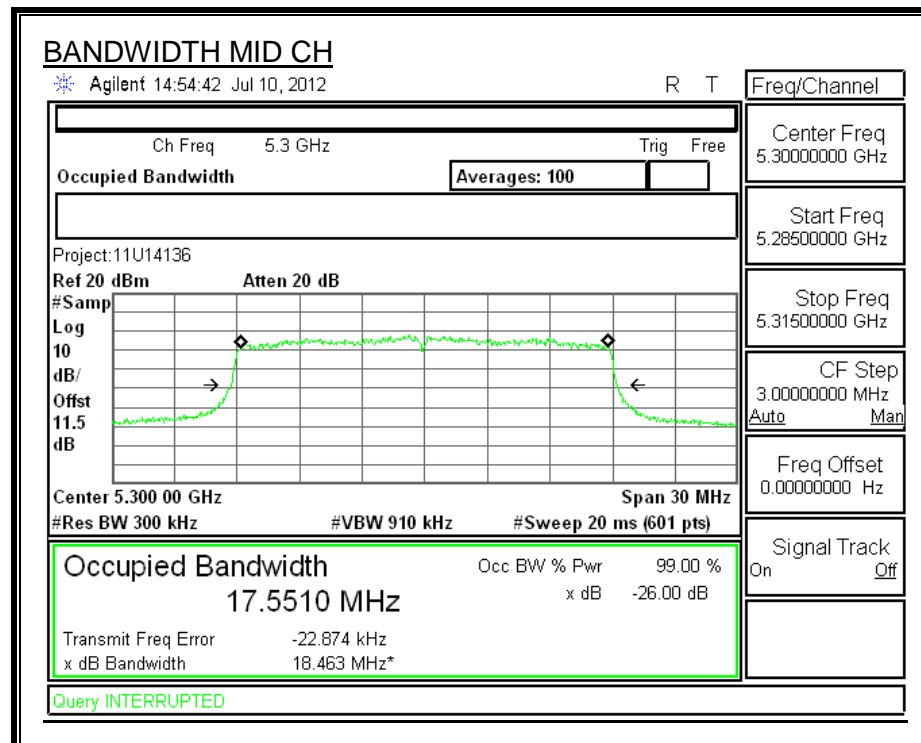 BANDWIDTH MID CH
Agilent 14:54:42 Jul 10, 2012 R T
Ch Freq 5.3 GHz Trig Free
Occupied Bandwidth Averages: 100
Project:11U14136
Ref 20 dBm Atten 20 dB
#Samp
Log
10
dB/
Offst
11.5
dB
Center 5.300 00 GHz Span 30 MHz
#Res BW 300 kHz #VBW 910 kHz #Sweep 20 ms (601 pts)
Occupied Bandwidth Occ BW % Pwr 99.00 %
17.5510 MHz x dB -26.00 dB
Transmit Freq Error -22.874 kHz
x dB Bandwidth 18.463 MHz*
Query INTERRUPTED
Freq/Channel
Center Freq
5.30000000 GHz
Start Freq
5.28500000 GHz
Stop Freq
5.31500000 GHz
CF Step
3.00000000 MHz
Auto Man
Freq Offset
0.00000000 Hz
Signal Track
On Off